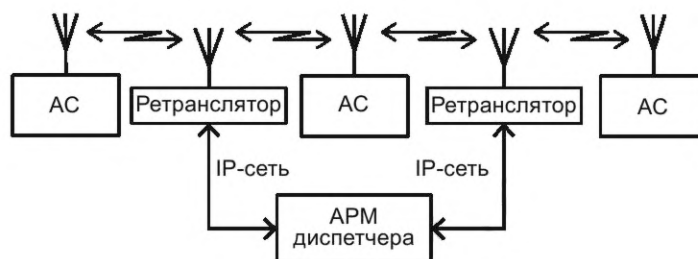 АС
Ретранслятор
АС
Ретранслятор
АС
IP-сеть
IP-сеть
АРМ
диспетчера